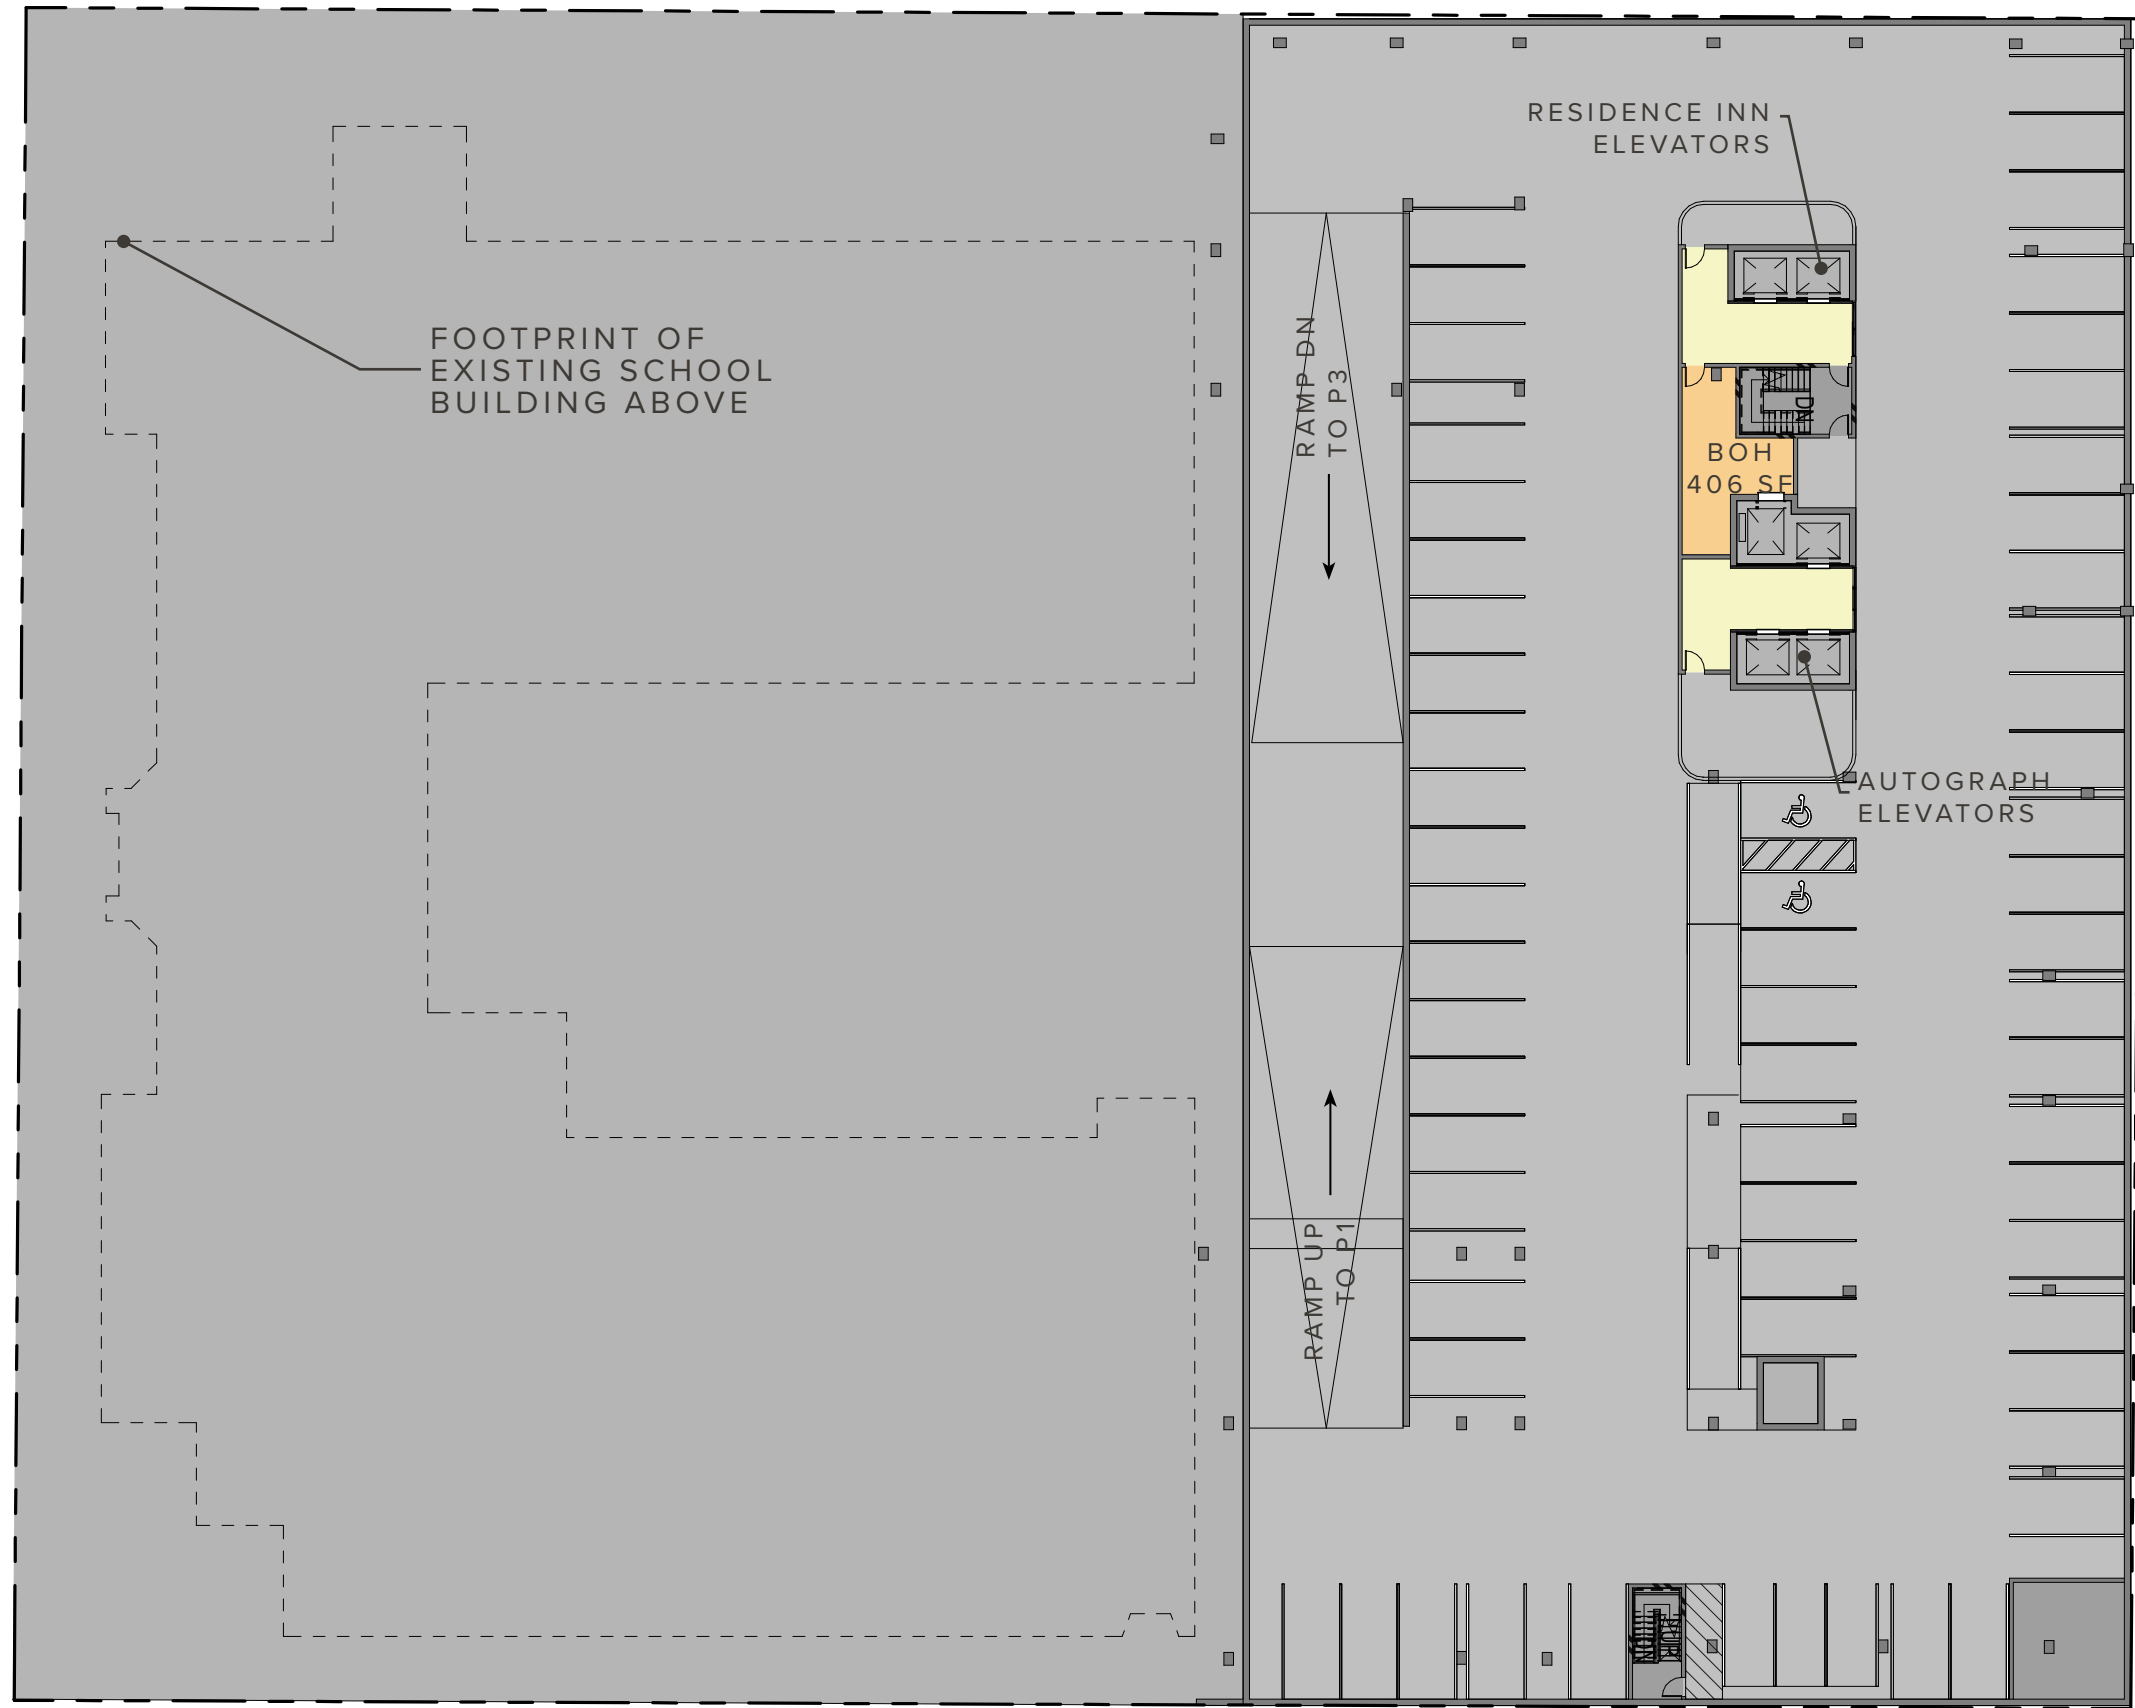 RESIDENCE INN
ELEVATORS
FOOTPRINT OF
EXISTING SCHOOL
BUILDING ABOVE
RAMP DN
TO P3
DN
BOH
406 SF
AUTOGRAPH
ELEVATORS
RAMP UP
TO P1